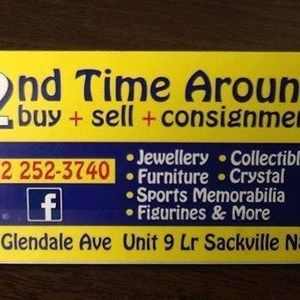 2nd Time Aroun
buy + sell + consignmen
2 252-3740
• Jewellery • Collectibl
• Furniture • Crystal
• Sports Memorabilia
• Figurines & More
f
Glendale Ave Unit 9 Lr Sackville N